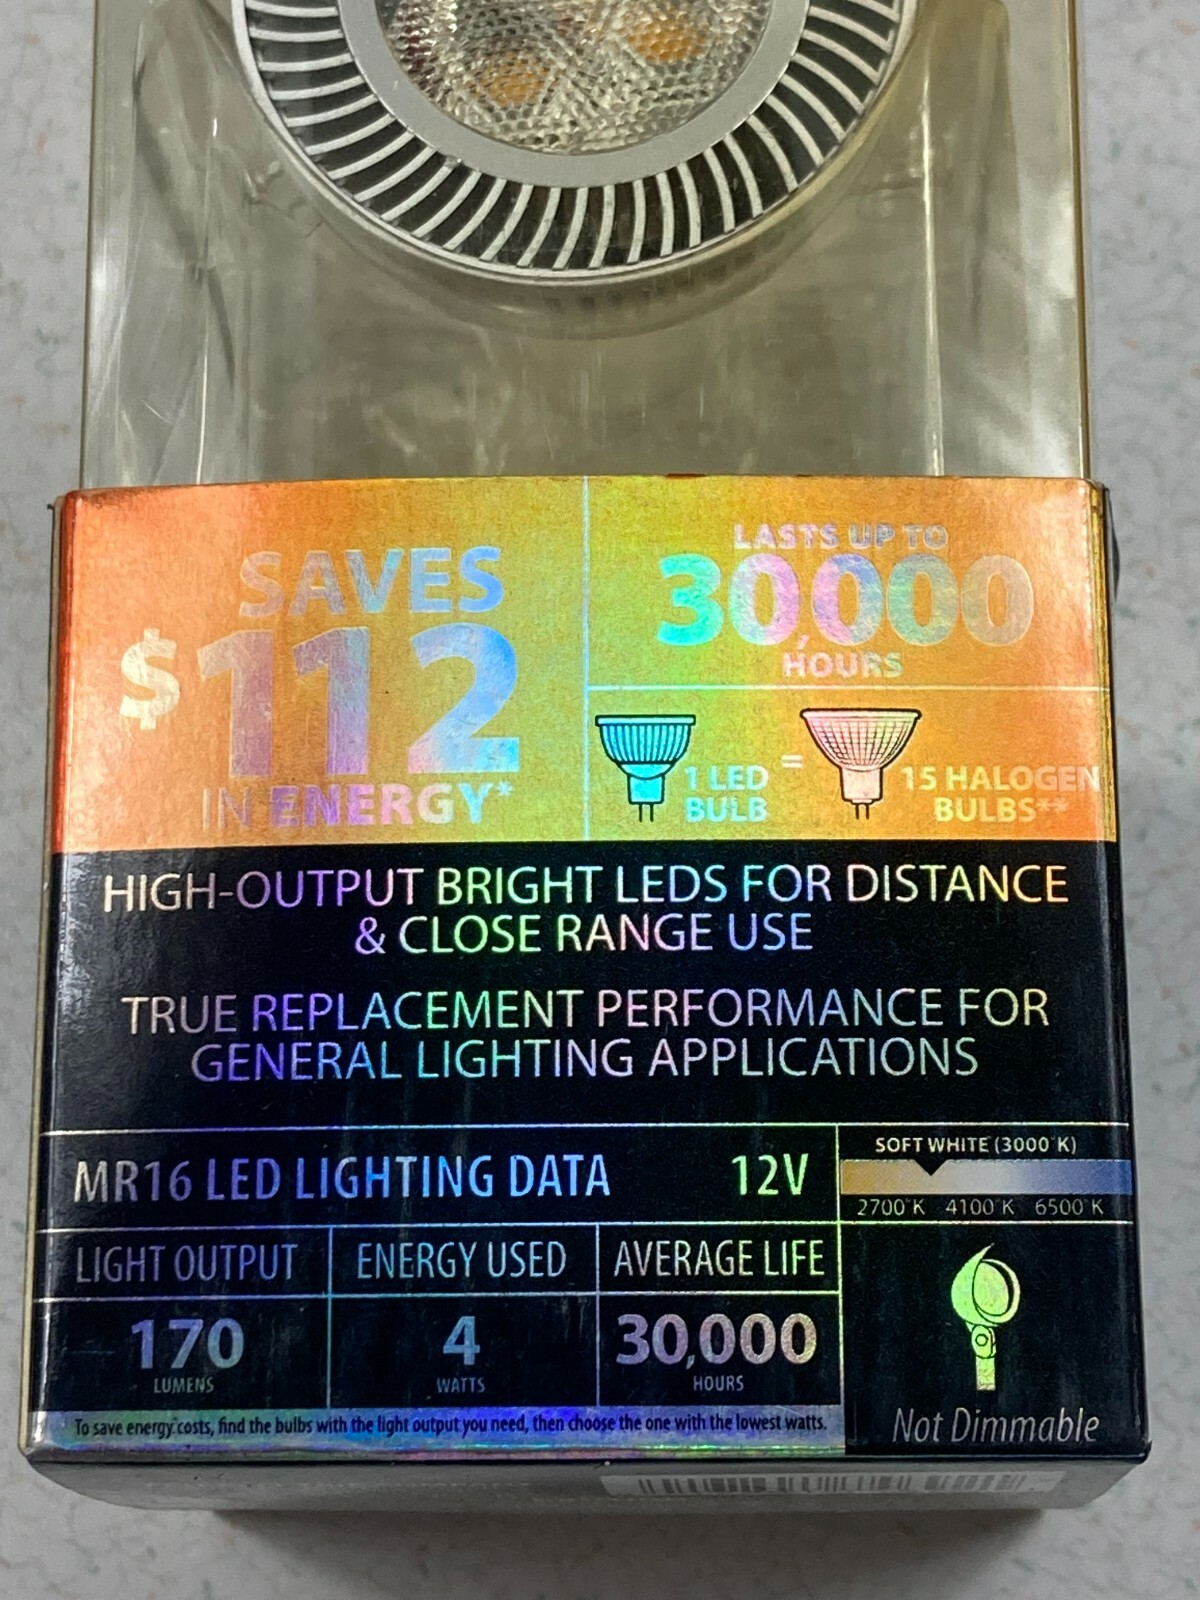 SAVES
$112
IN ENERGY*
LASTS UP TO
30,000
HOURS
1 LED
BULB
=
15 HALOGEN
BULBS**
HIGH-OUTPUT BRIGHT LEDS FOR DISTANCE
& CLOSE RANGE USE
TRUE REPLACEMENT PERFORMANCE FOR
GENERAL LIGHTING APPLICATIONS
MR16 LED LIGHTING DATA 12V
SOFT WHITE (3000°K)
2700°K 4100°K 6500°K
LIGHT OUTPUT
170
LUMENS
ENERGY USED
4
WATTS
AVERAGE LIFE
30,000
HOURS
To save energy costs, find the bulbs with the light output you need, then choose the one with the lowest watts.
Not Dimmable